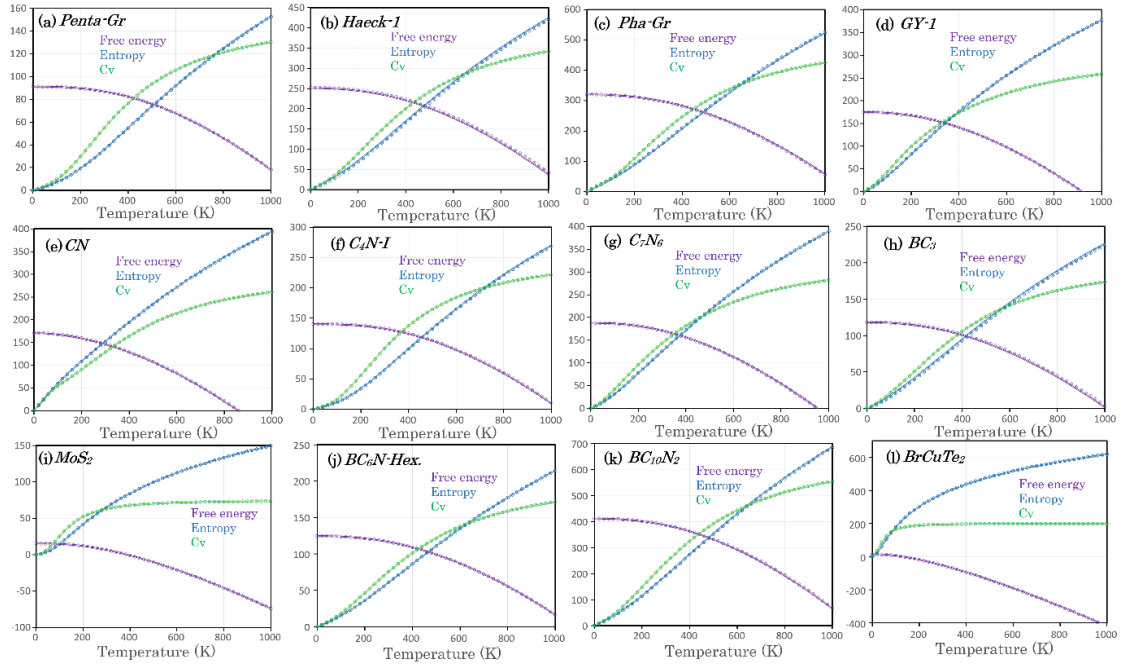 (a) Penta-Gr
Free energy
Entropy
Cv
160
140
120
100
80
60
40
20
0
0 200 400 600 800 1000
Temperature (K)
(b) Haeck-1
Free energy
Entropy
Cv
450
400
350
300
250
200
150
100
50
0
0 200 400 600 800 1000
Temperature (K)
(c) Pha-Gr
Free energy
Entropy
Cv
600
500
400
300
200
100
0
0 200 400 600 800 1000
Temperature (K)
(d) GY-1
Free energy
Entropy
Cv
400
350
300
250
200
150
100
50
0
0 200 400 600 800 1000
Temperature (K)
(e) CN
Free energy
Entropy
Cv
400
350
300
250
200
150
100
50
0
0 200 400 600 800 1000
Temperature (K)
(f) C₄N-I
Free energy
Entropy
Cv
300
250
200
150
100
50
0
0 200 400 600 800 1000
Temperature (K)
(g) C₇N₆
Free energy
Entropy
Cv
400
350
300
250
200
150
100
50
0
0 200 400 600 800 1000
Temperature (K)
(h) BC₃
Free energy
Entropy
Cv
250
200
150
100
50
0
0 200 400 600 800 1000
Temperature (K)
(i) MoS₂
Free energy
Entropy
Cv
150
100
50
0
-50
-100
0 200 400 600 800 1000
Temperature (K)
(j) BC₆N-Hex.
Free energy
Entropy
Cv
250
200
150
100
50
0
0 200 400 600 800 1000
Temperature (K)
(k) BC₁₀N₂
Free energy
Entropy
Cv
700
600
500
400
300
200
100
0
0 200 400 600 800 1000
Temperature (K)
(l) BrCuTe₂
Free energy
Entropy
Cv
600
400
200
0
-200
-400
0 200 400 600 800 1000
Temperature (K)